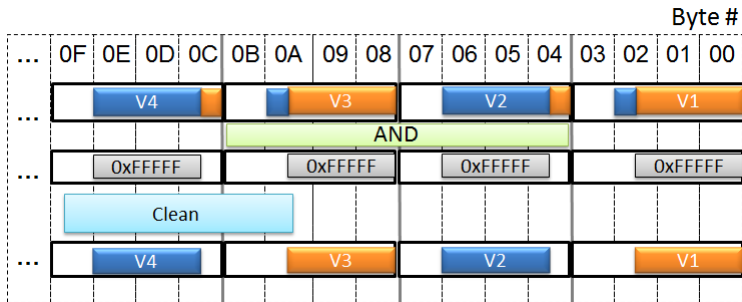 Byte #
... 0F 0E 0D 0C 0B 0A 09 08 07 06 05 04 03 02 01 00
... V4 V3 V2 V1
AND
... 0xFFFFF 0xFFFFF 0xFFFFF 0xFFFFF
Clean
... V4 V3 V2 V1